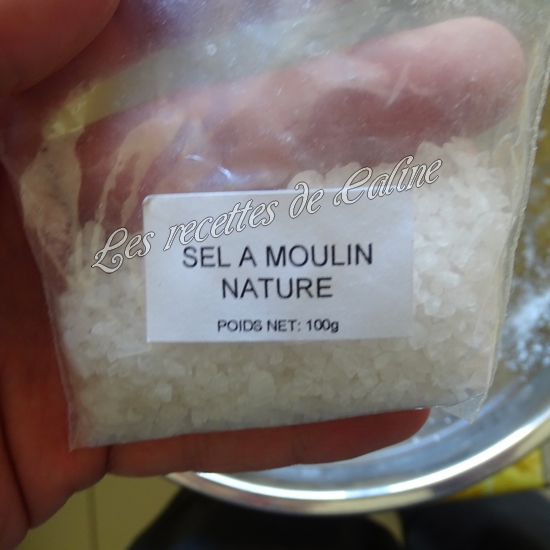 Les recettes de Caline
SEL A MOULIN
NATURE
POIDS NET: 100g